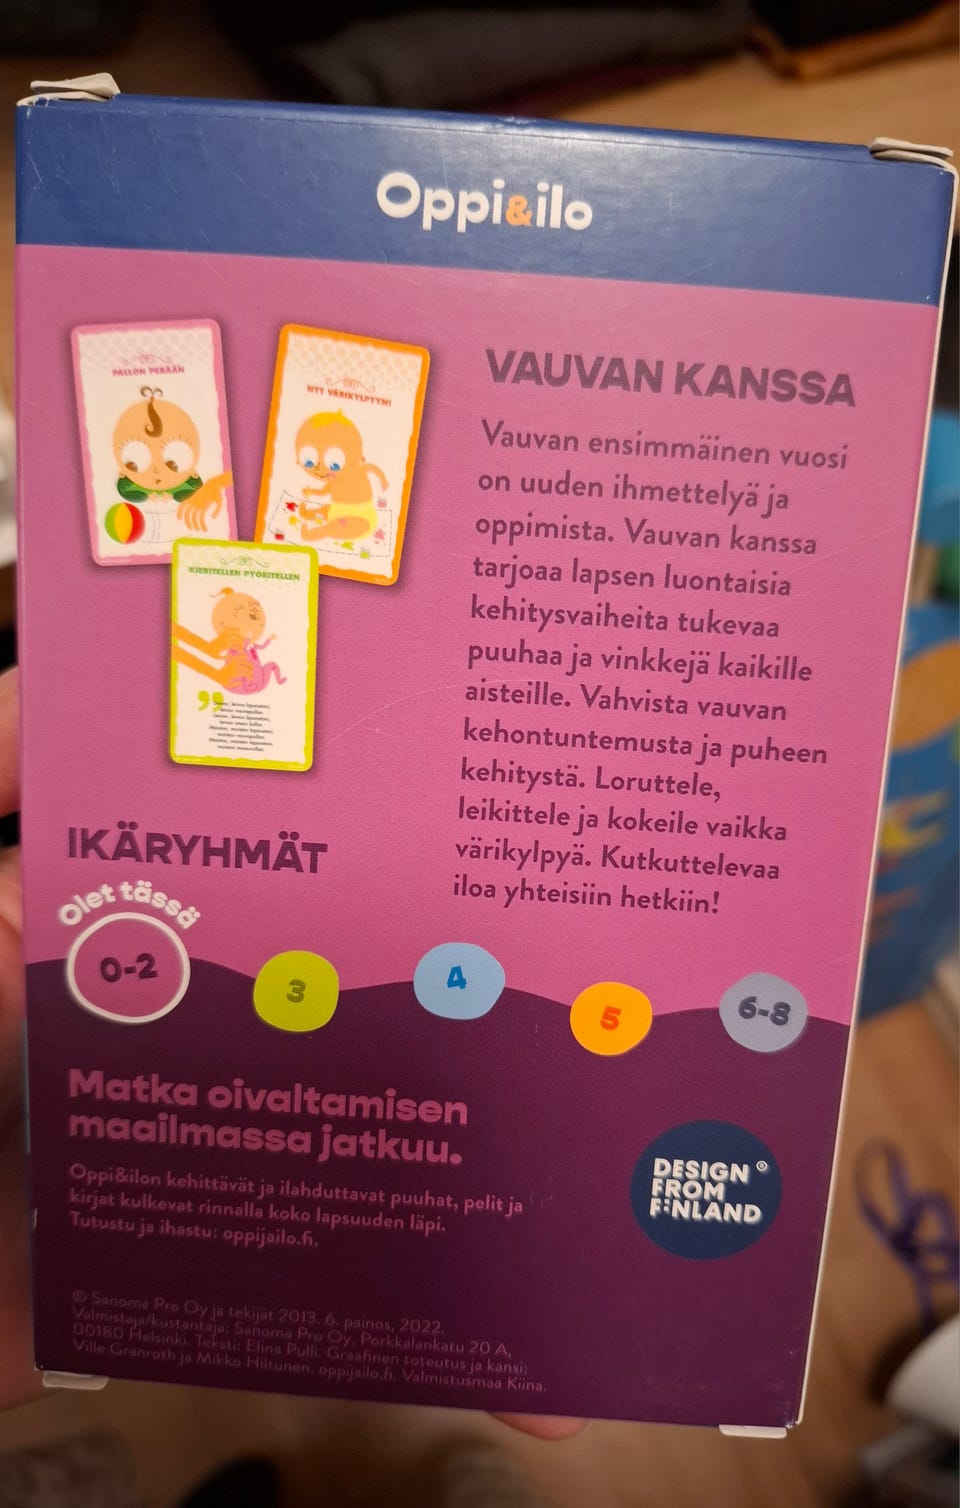 Oppi&ilo
PALLON PERÄÄN
NYT VÄRIKYLPYYN!
KIERITELLEN PYÖRITELLEN
VAUVAN KANSSA
Vauvan ensimmäinen vuosi
on uuden ihmettelyä ja
oppimista. Vauvan kanssa
tarjoaa lapsen luontaisia
kehitysvaiheita tukevaa
puuhaa ja vinkkejä kaikille
aisteille. Vahvista vauvan
kehontuntemusta ja puheen
kehitystä. Loruttele,
leikittele ja kokeile vaikka
värikylpyä. Kutkuttelevaa
iloa yhteisiin hetkiin!
IKÄRYHMÄT
Olet tässä
0-2
3
4
5
6-8
Matka oivaltamisen
maailmassa jatkuu.
Oppi&ilon kehittävät ja ilahduttavat puuhat, pelit ja
kirjat kulkevat rinnalla koko lapsuuden läpi.
Tutustu ja ihastu: oppijailo.fi.
DESIGN ®
FROM
FINLAND
© Sanoma Pro Oy ja tekijät 2013. 6. painos, 2022.
Valmistaja/kustantaja: Sanoma Pro Oy, Porkkalankatu 20 A,
00180 Helsinki. Teksti: Elina Pulli. Graafinen toteutus ja kansi:
Ville Granroth ja Mikko Hiltunen, oppijailo.fi. Valmistusmaa Kiina.